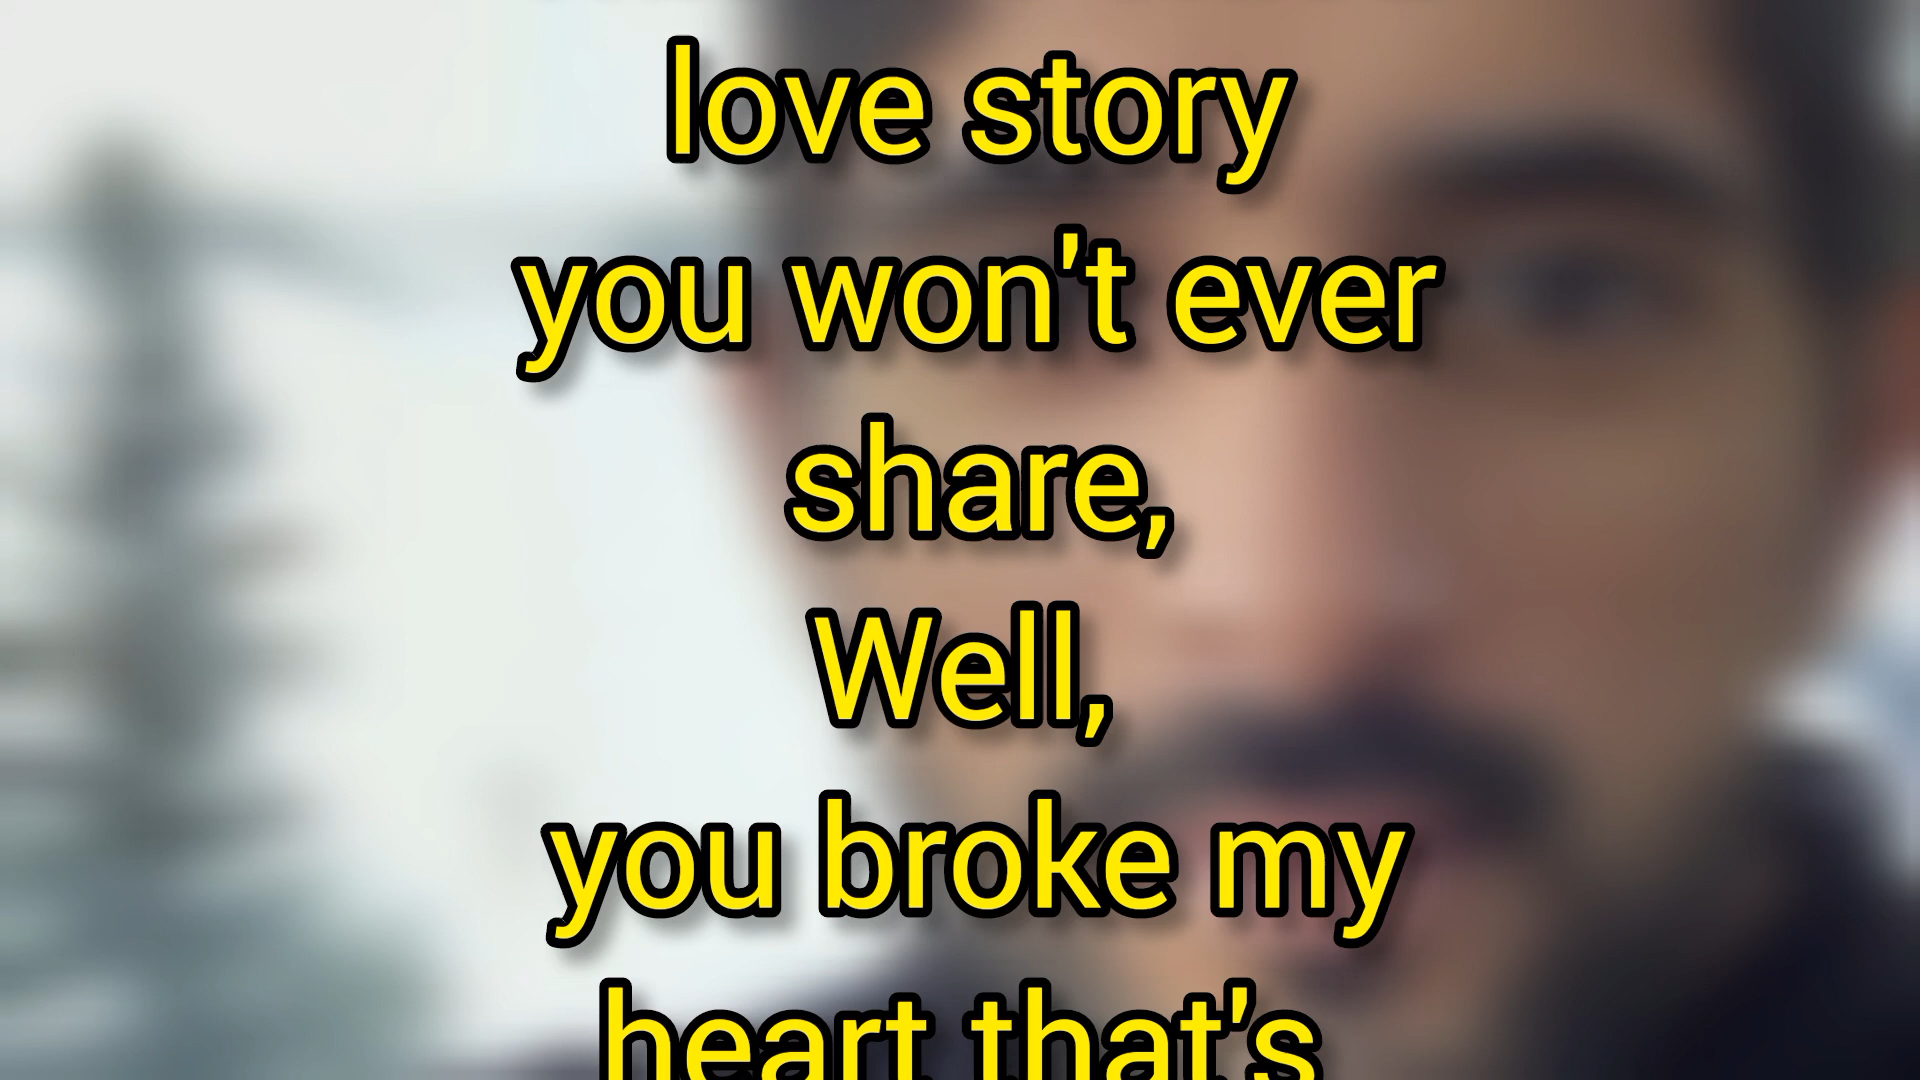 love story
you won't ever
share,
Well,
you broke my
heart that's